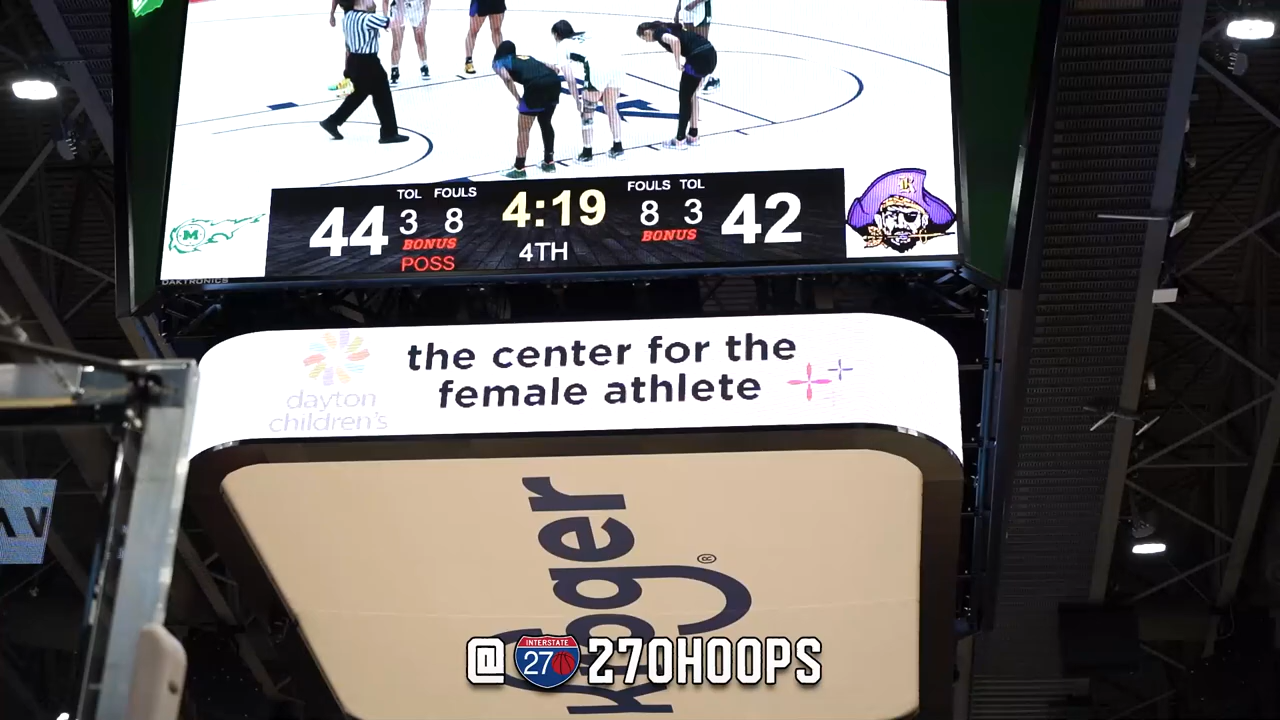 TOL FOULS
FOULS TOL
44 3 8 4:19 8 3 42
BONUS
BONUS
POSS
4TH
M
R
DAKTRONICS
the center for the
female athlete
dayton
children's
Kroger®
@ INTERSTATE 27 270HOOPS